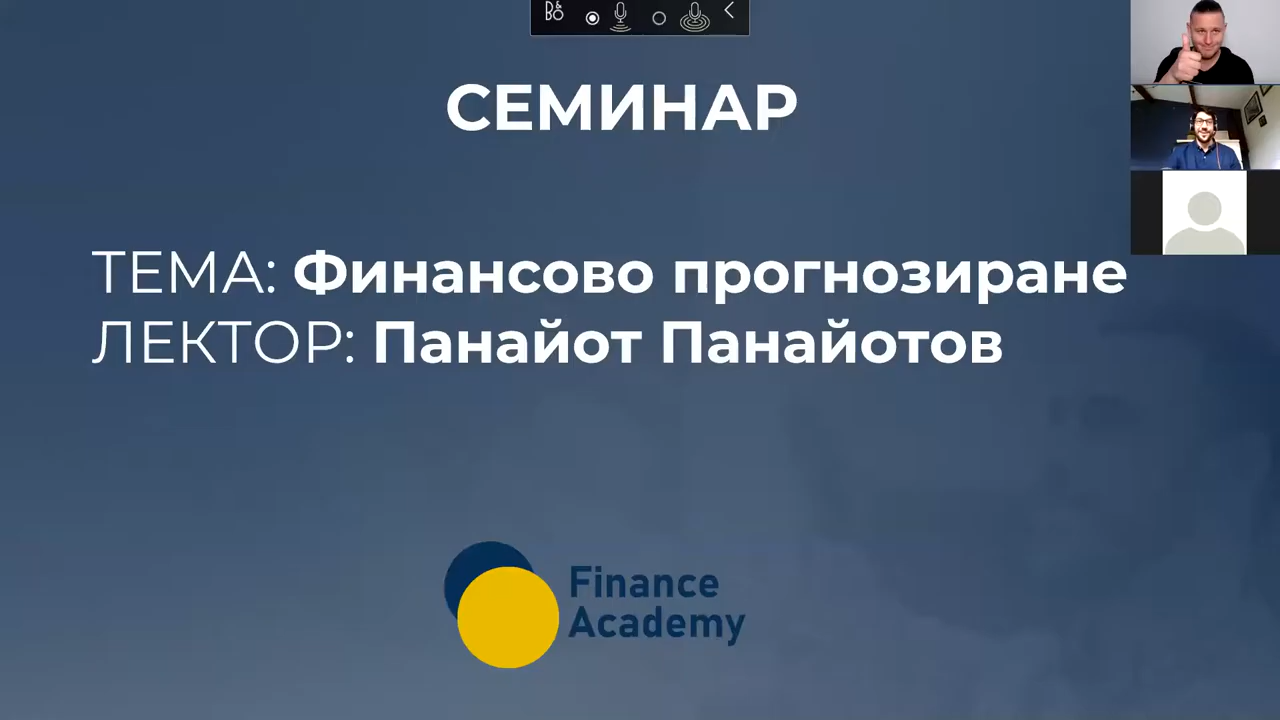 B&O
СЕМИНАР
ТЕМА: Финансово прогнозиране
ЛЕКТОР: Панайот Панайотов
Finance
Academy